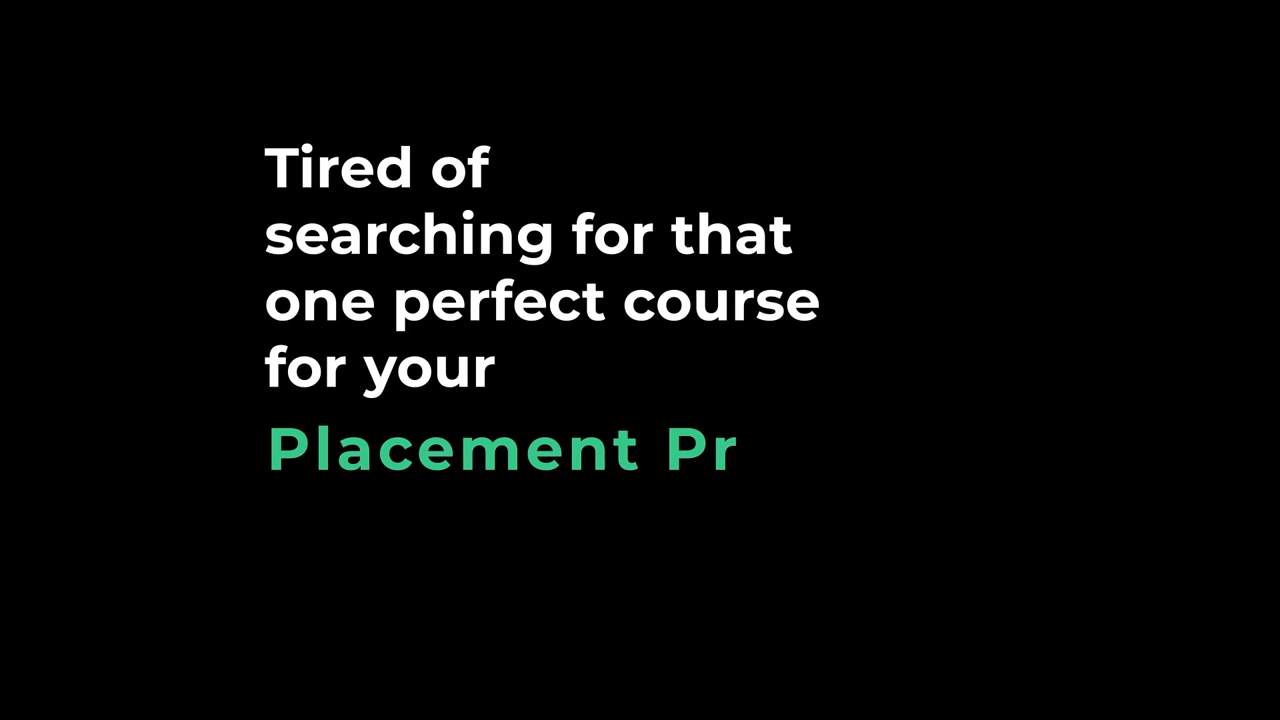 Tired of
searching for that
one perfect course
for your
Placement Pr